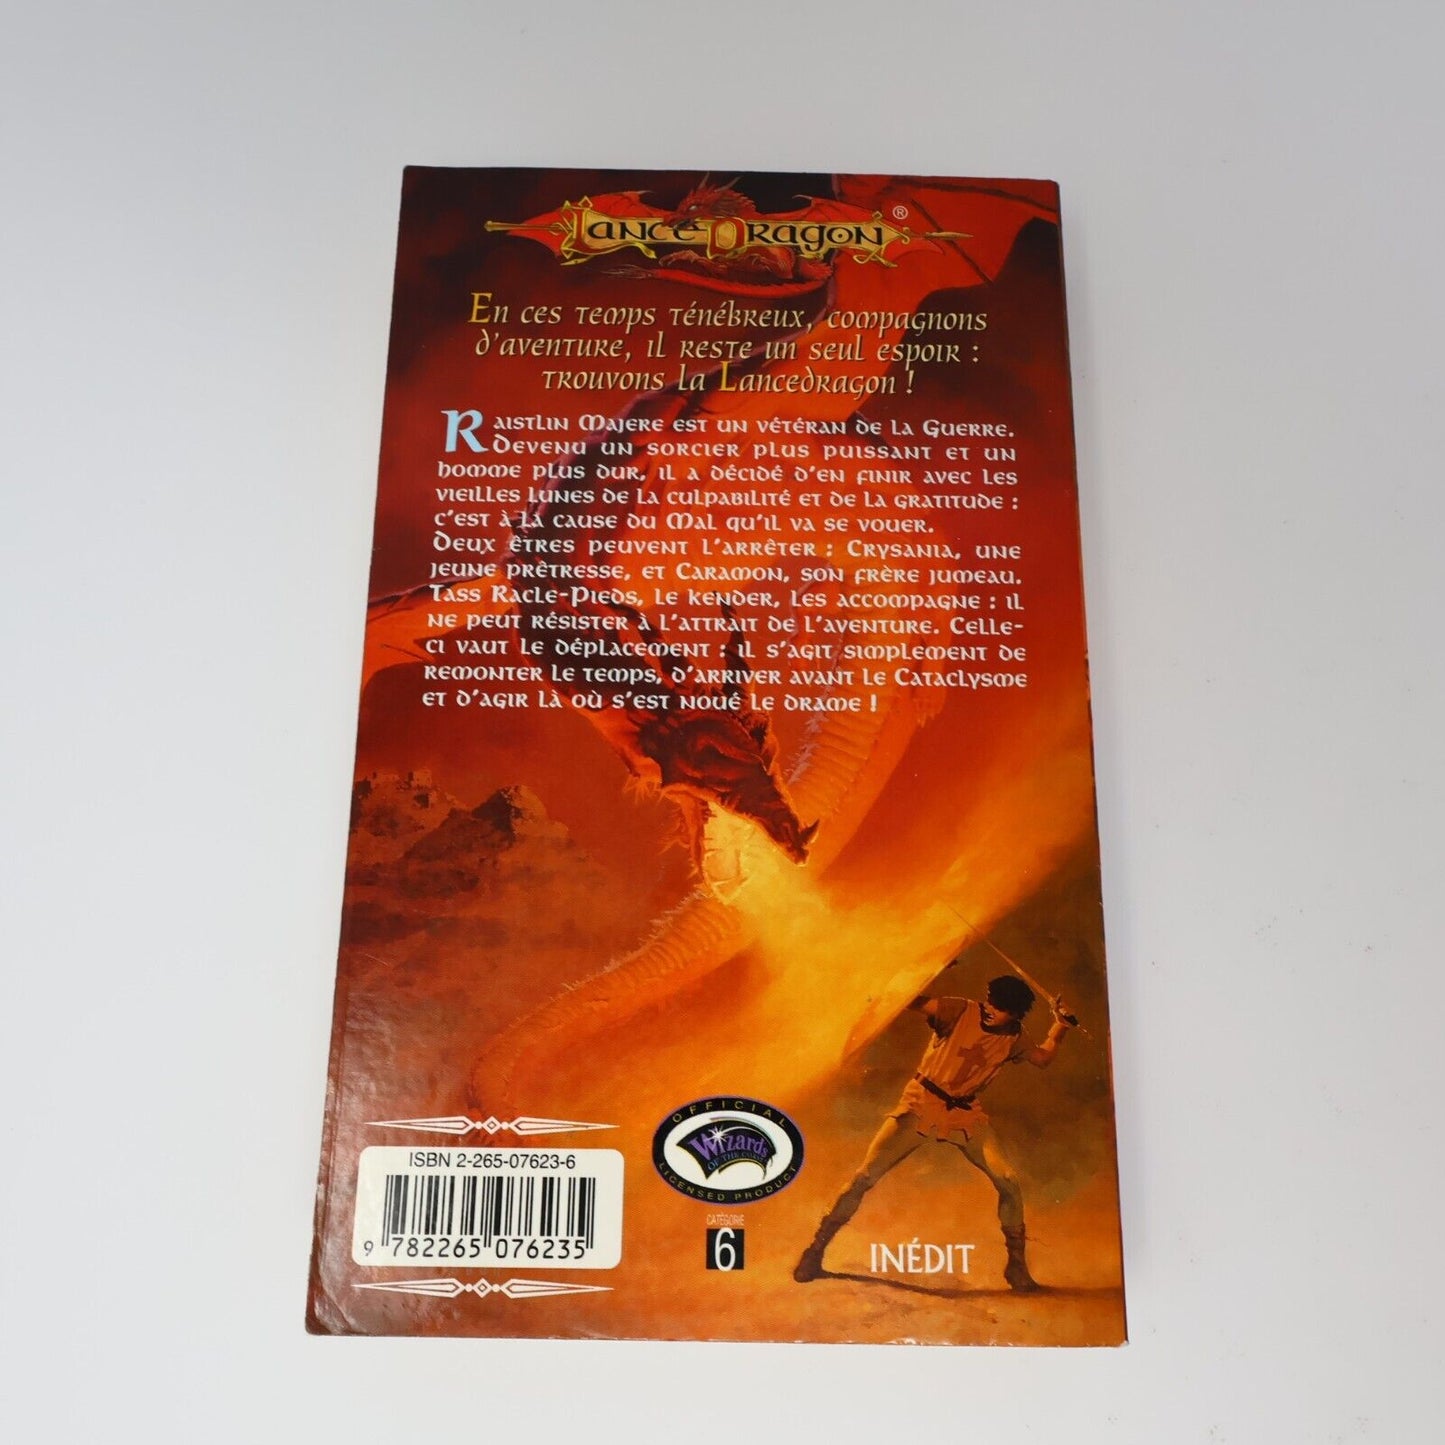 LanceDragon®
En ces temps ténébreux, compagnons
d'aventure, il reste un seul espoir :
trouvons la Lancedragon !
Raistlin Majere est un vétéran de la Guerre.
Devenu un sorcier plus puissant et un
homme plus dur, il a décidé d'en finir avec les
vieilles lunes de la culpabilité et de la gratitude :
c'est à la cause du Mal qu'il va se vouer.
Deux êtres peuvent l'arrêter : Crysania, une
jeune prêtresse, et Caramon, son frère jumeau.
Tass Racle-Pieds, le kender, les accompagne : il
ne peut résister à l'attrait de l'aventure. Celle-
ci vaut le déplacement : il s'agit simplement de
remonter le temps, d'arriver avant le Cataclysme
et d'agir là où s'est noué le drame !
ISBN 2-265-07623-6
9 782265 076235
OFFICIAL
Wizards
OF THE COAST
LICENSED PRODUCT
CATÉGORIE
6
INÉDIT